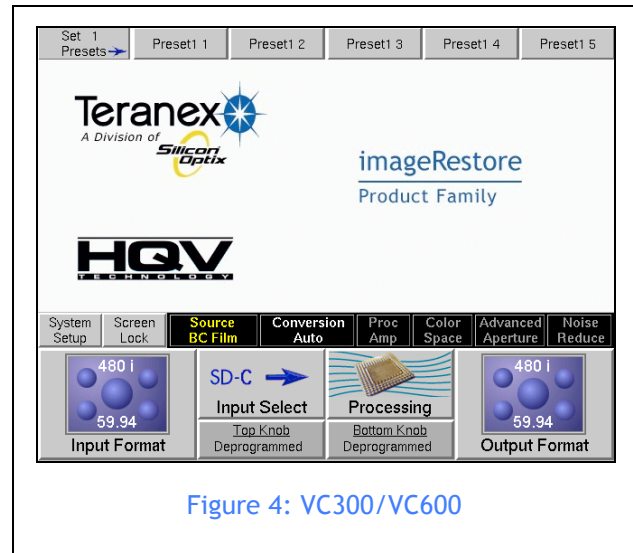 Set 1
Presets
Preset1 1
Preset1 2
Preset1 3
Preset1 4
Preset1 5
Teranex
A Division of
Silicon
Optix
imageRestore
Product Family
HQV
TECHNOLOGY
System
Setup
Screen
Lock
Source
BC Film
Conversion
Auto
Proc
Amp
Color
Space
Advanced
Aperture
Noise
Reduce
480 i
59.94
Input Format
SD-C
Input Select
Processing
Top Knob
Deprogrammed
Bottom Knob
Deprogrammed
480 i
59.94
Output Format
Figure 4: VC300/VC600